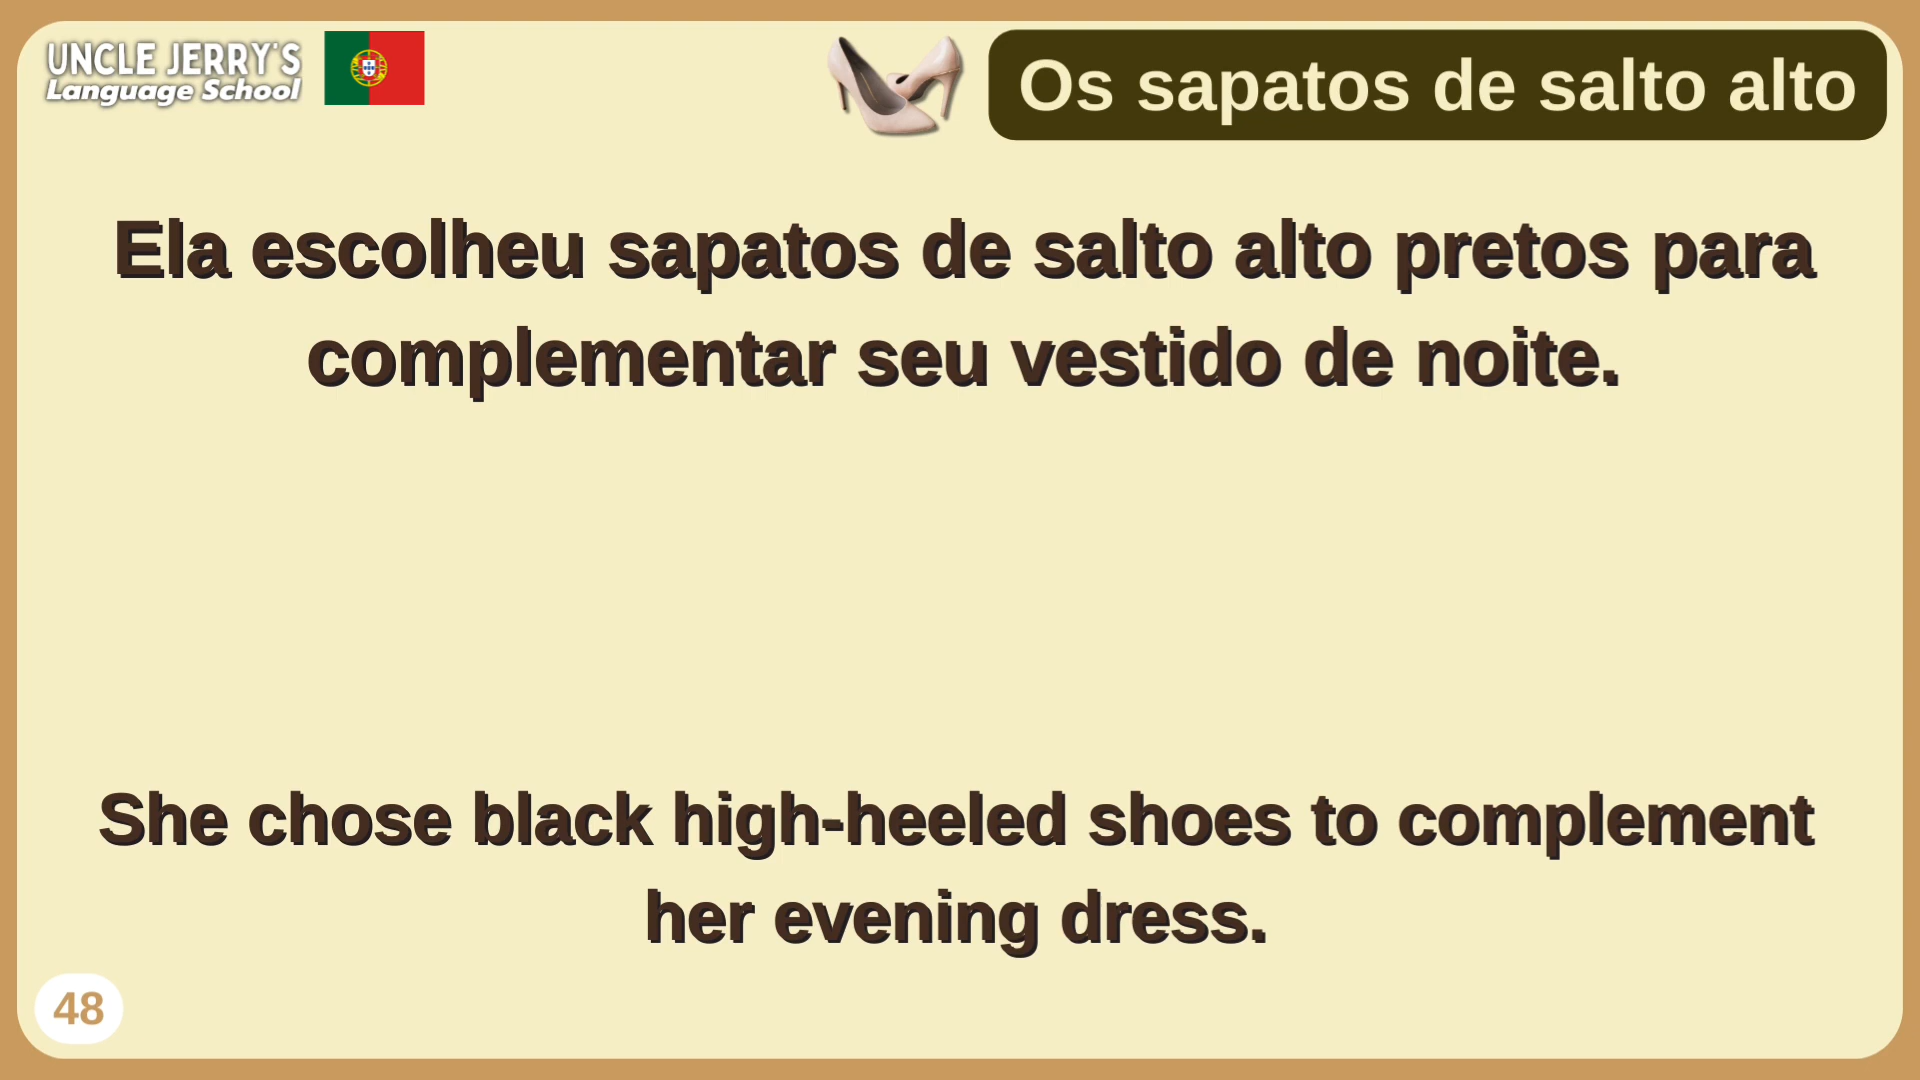 UNCLE JERRY'S
Language School
Os sapatos de salto alto
Ela escolheu sapatos de salto alto pretos para
complementar seu vestido de noite.
She chose black high-heeled shoes to complement
her evening dress.
48